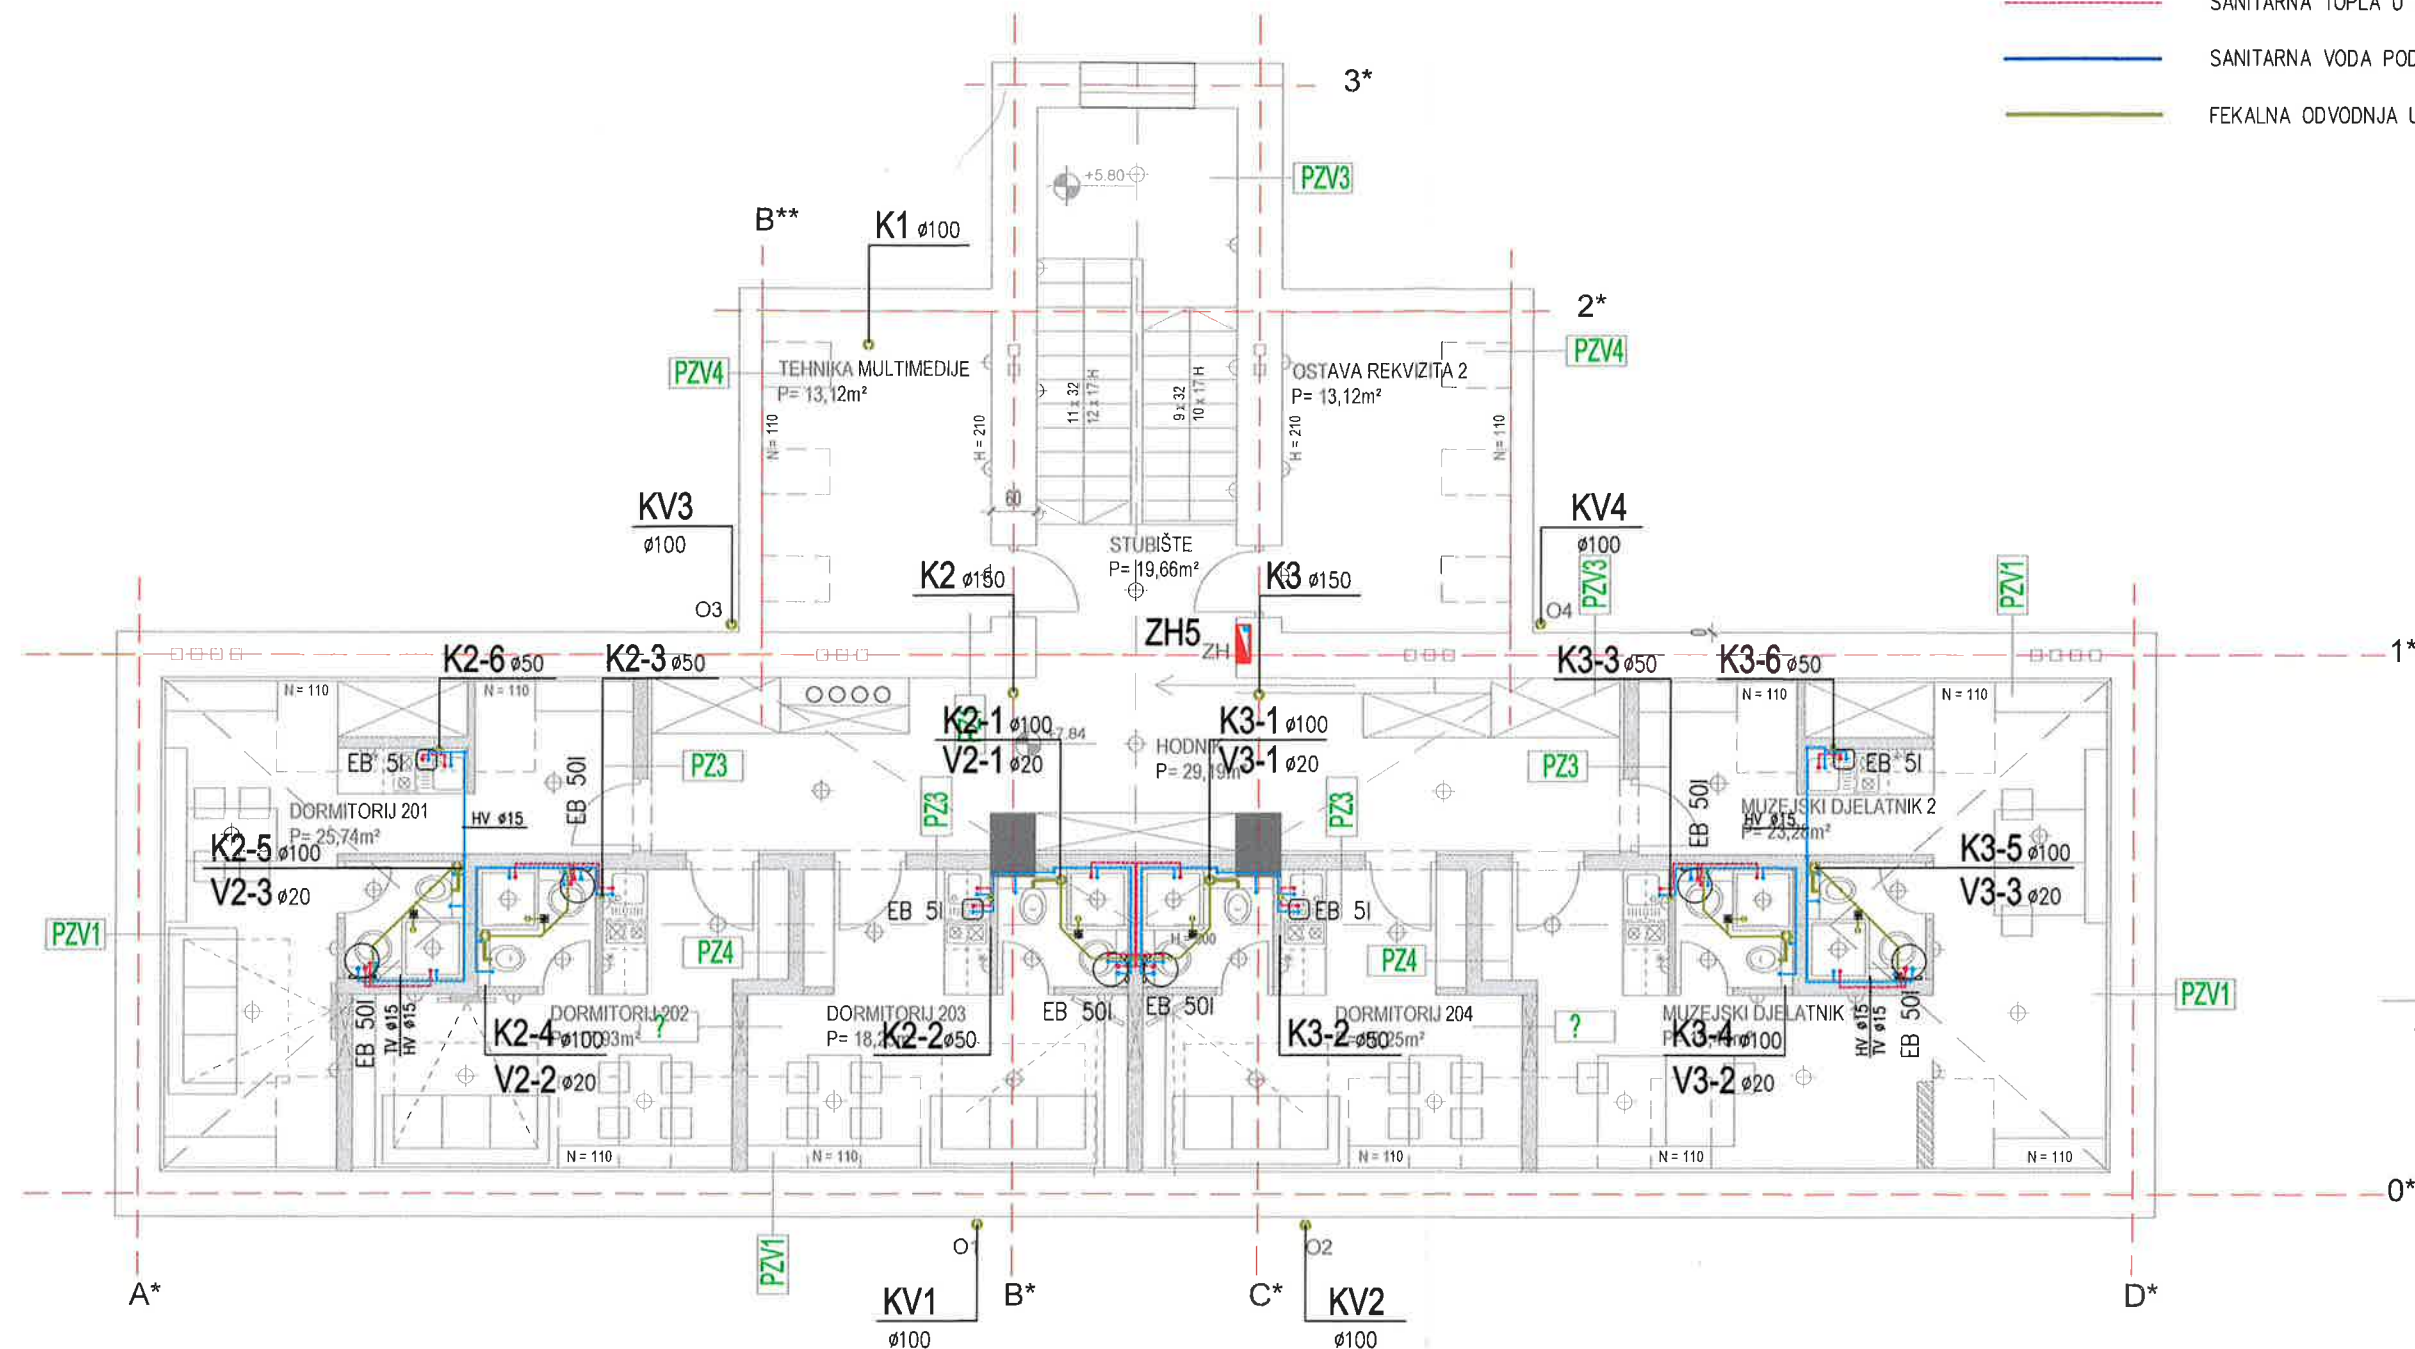 SANITARNA TOPLA U
SANITARNA VODA POD
FEKALNA ODVODNJA U
3*
+5.80
PZV3
B**
K1 ø100
2*
PZV4
TEHNIKA MULTIMEDIJE
P= 13,12m²
OSTAVA REKVIZITA 2
P= 13,12m²
PZV4
N= 110
H = 210
11 x 32
12 x 17 H
9 x 32
10 x 17 H
H = 210
N= 110
60
KV3
ø100
KV4
ø100
STUBIŠTE
P= 19,66m²
K2 ø150
K3 ø150
PZV3
PZV1
O3
O4
ZH5
ZH
1*
K2-6 ø50
K2-3 ø50
K3-3 ø50
K3-6 ø50
N = 110
N = 110
N = 110
N = 110
K2-1 ø100
V2-1 ø20
K3-1 ø100
V3-1 ø20
HODNIK
P= 29,19m²
EB 5l
EB 50l
PZ3
PZ3
EB 50l
EB 5l
DORMITORIJ 201
P= 25,74m²
HV ø15
PZ3
PZ3
MUZEJSKI DJELATNIK 2
HV ø15
P= 23,28m²
K2-5 ø100
V2-3 ø20
K3-5 ø100
V3-3 ø20
EB 5l
EB 5l
PZV1
PZ4
H = 200
PZ4
PZV1
EB 50l
TV ø15
HV ø15
DORMITORIJ 202
?
K2-4 ø100
V2-2 ø20
DORMITORIJ 203
P= 18,2
K2-2 ø50
EB 50l
EB 50l
DORMITORIJ 204
K3-2 ø50
?
MUZEJSKI DJELATNIK
K3-4 ø100
V3-2 ø20
HV ø15
TV ø15
EB 50l
N = 110
N = 110
N = 110
N = 110
N = 110
0*
PZV1
O1
O2
A*
B*
C*
D*
KV1
ø100
KV2
ø100